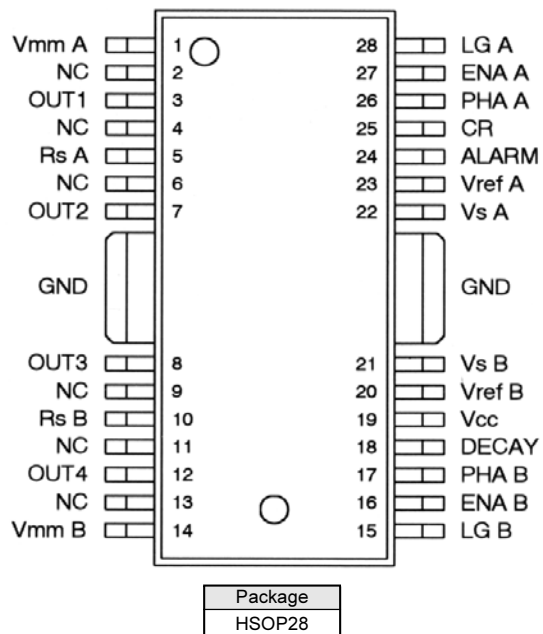 Vmm A 1 28 LG A
NC 2 27 ENA A
OUT1 3 26 PHA A
NC 4 25 CR
Rs A 5 24 ALARM
NC 6 23 Vref A
OUT2 7 22 Vs A
GND GND
OUT3 8 21 Vs B
NC 9 20 Vref B
Rs B 10 19 Vcc
NC 11 18 DECAY
OUT4 12 17 PHA B
NC 13 16 ENA B
Vmm B 14 15 LG B
Package
HSOP28